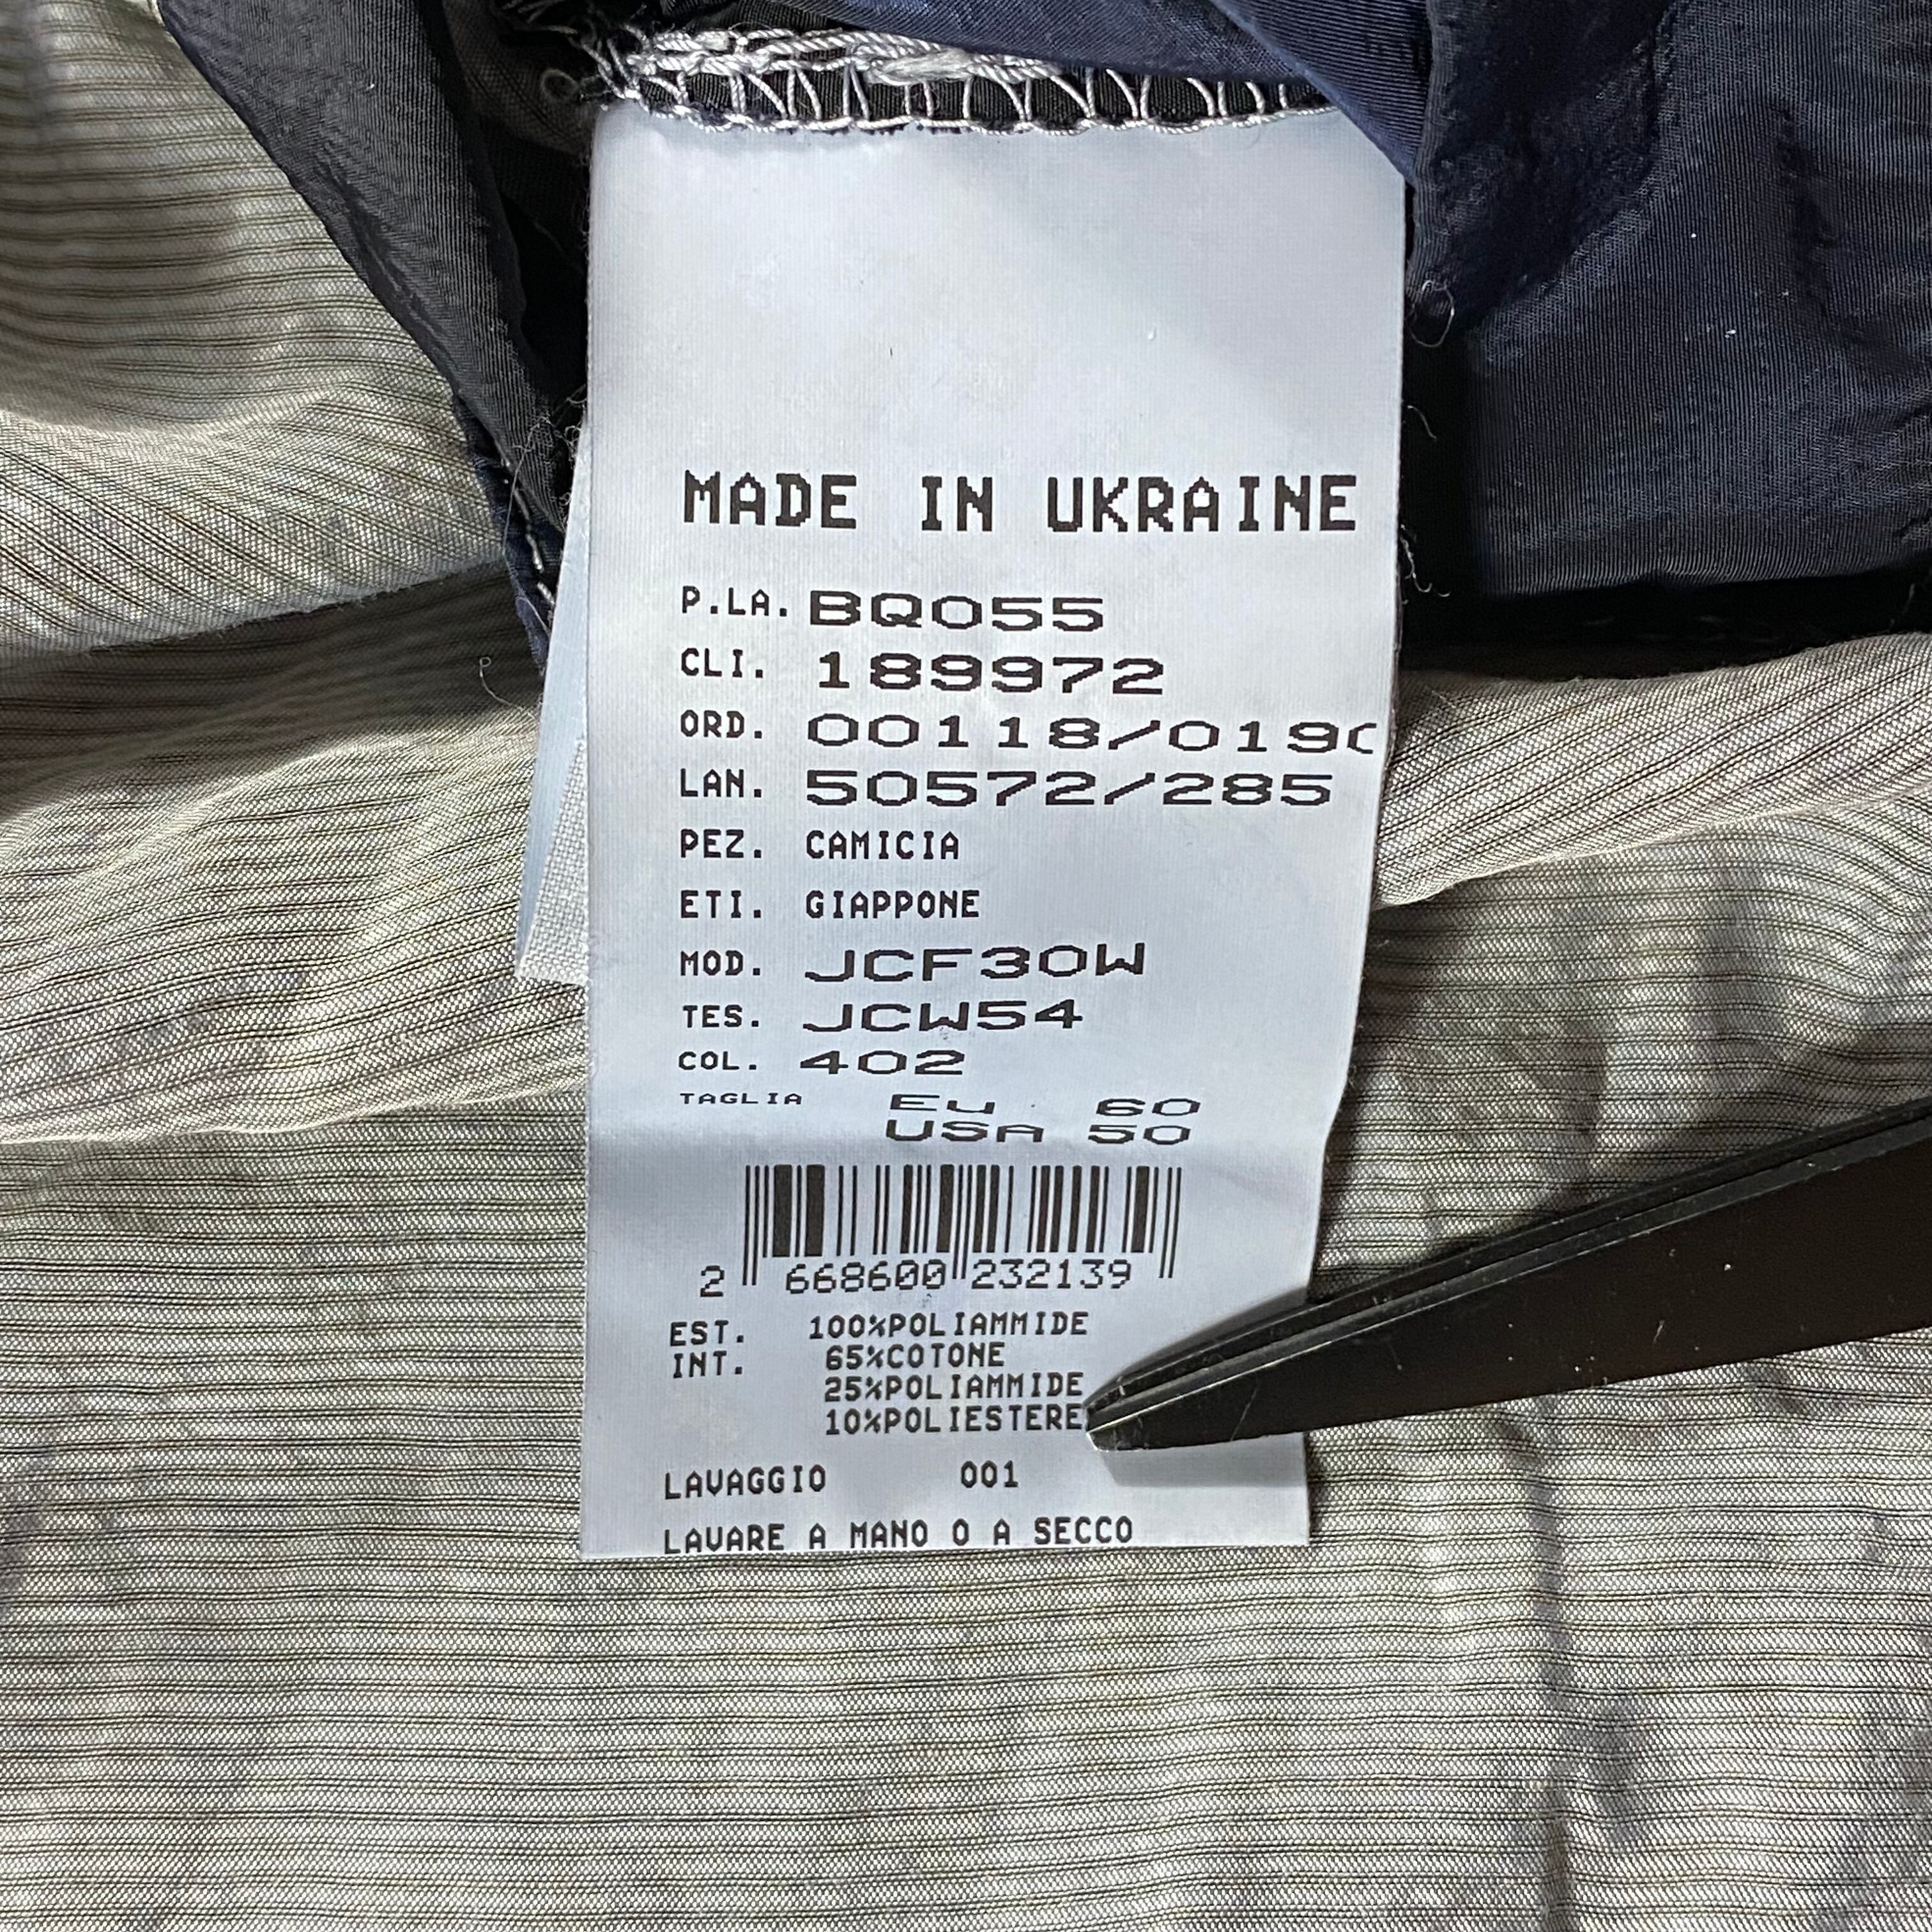 MADE IN UKRAINE
P.LA. BQ055
CLI. 189972
ORD. 00118/019
LAN. 50572/285
PEZ. CAMICIA
ETI. GIAPPONE
MOD. JCF30W
TES. JCW54
COL. 402
TAGLIA Eu 60
USA 50
2 668600 232139
EST. 100%POLIAMMIDE
INT. 65%COTONE
25%POLIAMMIDE
10%POLIESTERE
LAVAGGIO 001
LAVARE A MANO O A SECCO